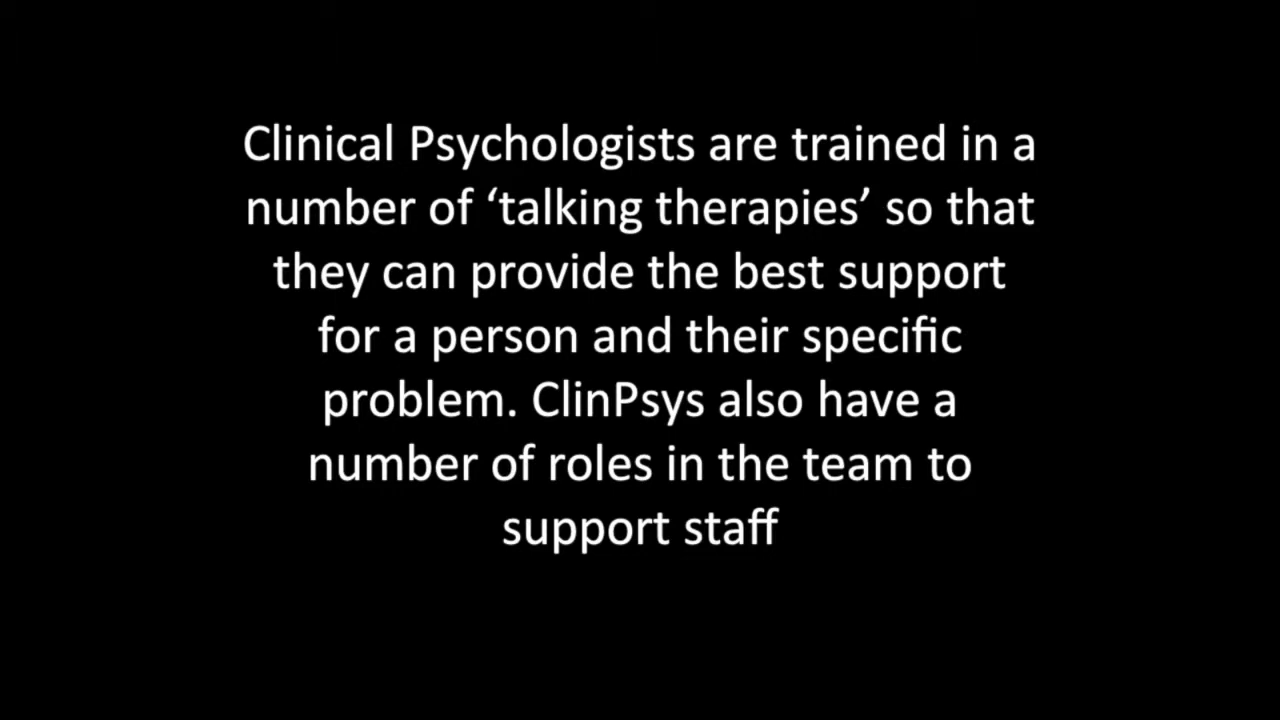 Clinical Psychologists are trained in a
number of ‘talking therapies’ so that
they can provide the best support
for a person and their specific
problem. ClinPsys also have a
number of roles in the team to
support staff